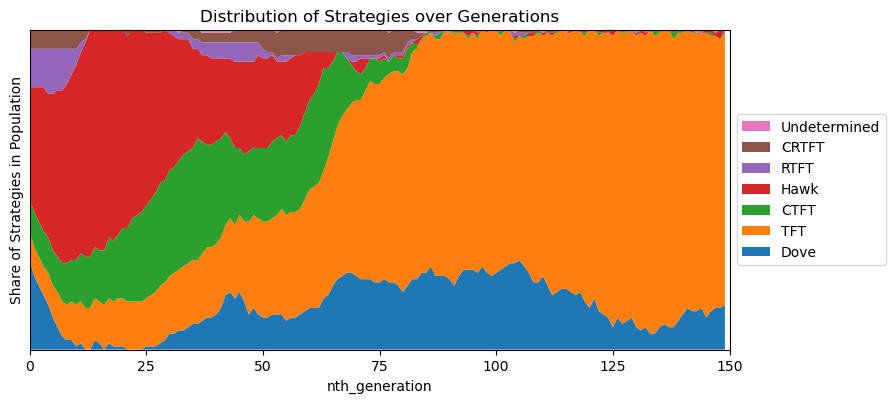 Distribution of Strategies over Generations
Share of Strategies in Population
Undetermined
CRTFT
RTFT
Hawk
CTFT
TFT
Dove
0 25 50 75 100 125 150
nth_generation